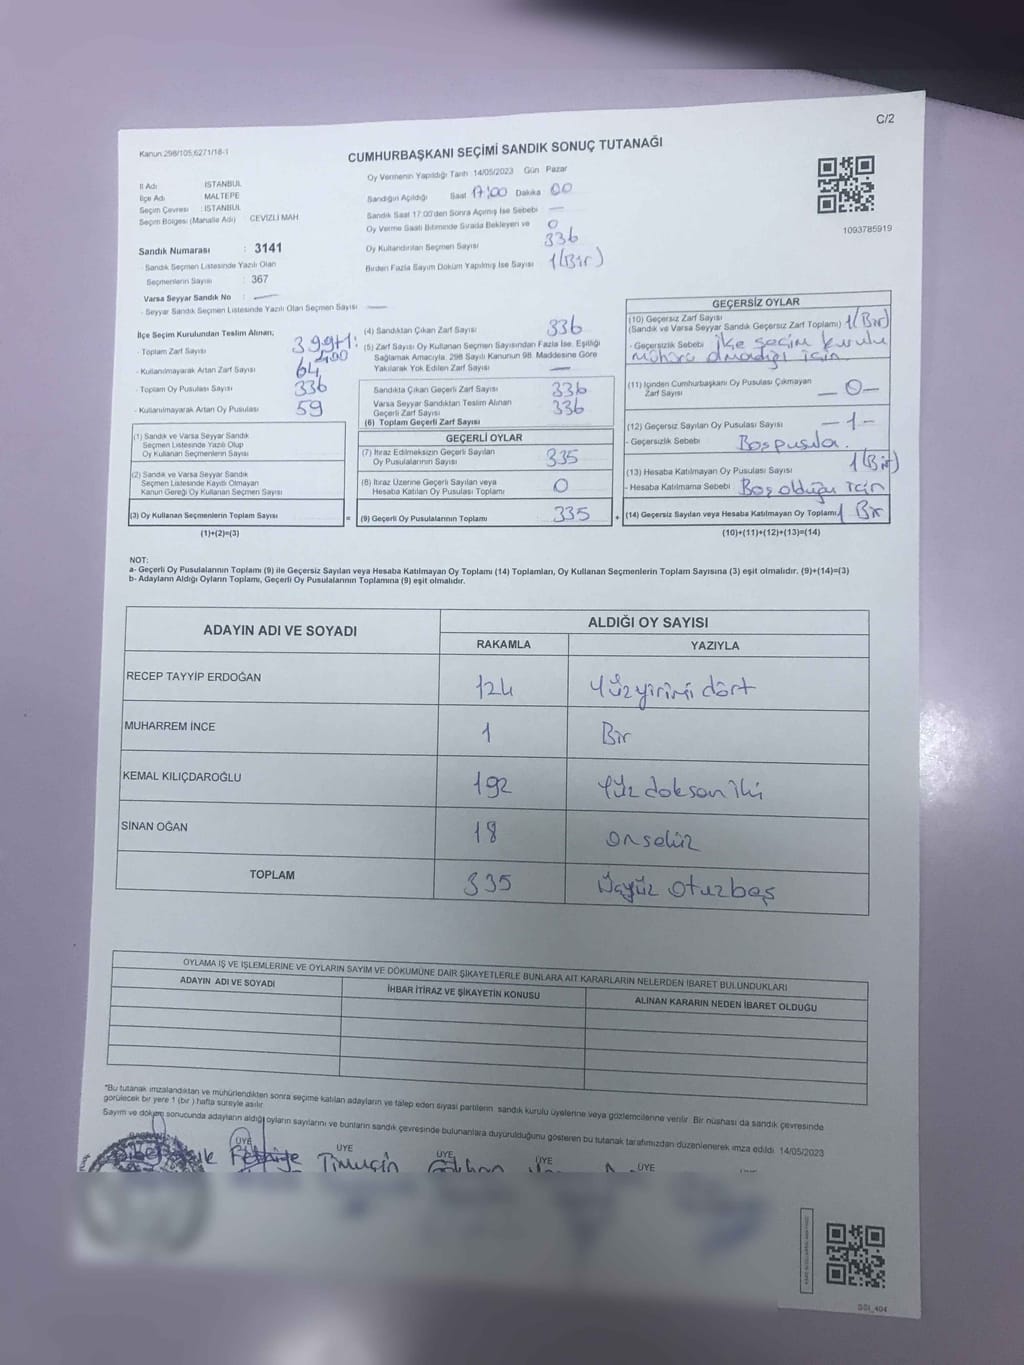 C/2
Kanun.298/105,6271/18-1
CUMHURBAŞKANI SEÇİMİ SANDIK SONUÇ TUTANAĞI
Oy Vermenin Yapıldığı Tarih 14/05/2023 Gün Pazar
İl Adı : İSTANBUL
İlçe Adı : MALTEPE
Seçim Çevresi : İSTANBUL
Seçim Bölgesi (Mahalle Adı) : CEVİZLİ MAH
Sandığın Açıldığı Saat 17:00 Dakika 00
Sandık Saat 17:00'den Sonra Açımış İse Sebebi —
Oy Verme Saati Bitiminde Sırada Bekleyen ve 0
Oy Kullandırılan Seçmen Sayısı 336
Birden Fazla Sayım Döküm Yapılmış İse Sayısı 1(Bir)
1093785919
Sandık Numarası : 3141
- Sandık Seçmen Listesinde Yazılı Olan
Seçmenlerin Sayısı : 367
Varsa Seyyar Sandık No : —
- Seyyar Sandık Seçmen Listesinde Yazılı Olan Seçmen Sayısı —
İlçe Seçim Kurulundan Teslim Alınan;
- Toplam Zarf Sayısı 399+1:
400
- Kullanılmayarak Artan Zarf Sayısı 64
- Toplam Oy Pusulası Sayısı 336
- Kullanılmayarak Artan Oy Pusulası 59
(1) Sandık ve Varsa Seyyar Sandık
Seçmen Listesinde Yazılı Olup
Oy Kullanan Seçmenlerin Sayısı
(2) Sandık ve Varsa Seyyar Sandık
Seçmen Listesinde Kayıtlı Olmayan
Kanun Gereği Oy Kullanan Seçmen Sayısı
(3) Oy Kullanan Seçmenlerin Toplam Sayısı
(1)+(2)=(3)
(4) Sandıktan Çıkan Zarf Sayısı 336
(5) Zarf Sayısı Oy Kullanan Seçmen Sayısından Fazla İse, Eşitliği
Sağlamak Amacıyla, 298 Sayılı Kanunun 98. Maddesine Göre
Yakılarak Yok Edilen Zarf Sayısı —
Sandıkta Çıkan Geçerli Zarf Sayısı 336
Varsa Seyyar Sandıktan Teslim Alınan
Geçerli Zarf Sayısı 336
(6) Toplam Geçerli Zarf Sayısı
GEÇERLİ OYLAR
(7) İtiraz Edilmeksizin Geçerli Sayılan
Oy Pusulalarının Sayısı 335
(8) İtiraz Üzerine Geçerli Sayılan veya
Hesaba Katılan Oy Pusulası Toplamı 0
= (9) Geçerli Oy Pusulalarının Toplamı 335 +
GEÇERSİZ OYLAR
(10) Geçersiz Zarf Sayısı
(Sandık ve Varsa Seyyar Sandık Geçersiz Zarf Toplamı) 1(Bir)
- Geçersizlik Sebebi : ilçe seçim kurulu
mührü olmadığı için
(11) İçinden Cumhurbaşkanı Oy Pusulası Çıkmayan
Zarf Sayısı — 0 —
(12) Geçersiz Sayılan Oy Pusulası Sayısı — 1 —
- Geçersizlik Sebebi : Boş pusula.
(13) Hesaba Katılmayan Oy Pusulası Sayısı 1(Bir)
- Hesaba Katılmama Sebebi : Boş olduğu için
(14) Geçersiz Sayılan veya Hesaba Katılmayan Oy Toplamı 1 Bir
(10)+(11)+(12)+(13)=(14)
NOT:
a- Geçerli Oy Pusulalarının Toplamı (9) ile Geçersiz Sayılan veya Hesaba Katılmayan Oy Toplamı (14) Toplamları, Oy Kullanan Seçmenlerin Toplam Sayısına (3) eşit olmalıdır. (9)+(14)=(3)
b- Adayların Aldığı Oyların Toplamı, Geçerli Oy Pusulalarının Toplamına (9) eşit olmalıdır.
ADAYIN ADI VE SOYADI
ALDIĞI OY SAYISI
RAKAMLA YAZIYLA
RECEP TAYYİP ERDOĞAN 124 Yüzyirmi dört
MUHARREM İNCE 1 Bir
KEMAL KILIÇDAROĞLU 192 Yüz doksan iki
SİNAN OĞAN 18 onsekiz
TOPLAM 335 Üçyüz otuzbeş
OYLAMA İŞ VE İŞLEMLERİNE VE OYLARIN SAYIM VE DÖKÜMÜNE DAİR ŞİKAYETLERLE BUNLARA AİT KARARLARIN NELERDEN İBARET BULUNDUKLARI
ADAYIN ADI VE SOYADI İHBAR İTİRAZ VE ŞİKAYETİN KONUSU ALINAN KARARIN NEDEN İBARET OLDUĞU
*Bu tutanak imzalandıktan ve mühürlendikten sonra seçime katılan adayların ve talep eden siyasi partilerin sandık kurulu üyelerine veya gözlemcilerine verilir. Bir nüshası da sandık çevresinde
görülecek bir yere 1 (bir) hafta süreyle asılır.
Sayım ve döküm sonucunda adayların aldığı oyların sayılarını ve bunların sandık çevresinde bulunanlara duyurulduğunu gösteren bu tutanak tarafımızdan düzenlenerek imza edildi. 14/05/2023
ÜYE ÜYE ÜYE ÜYE ÜYE
Timuçin Gökhan
SSI_404